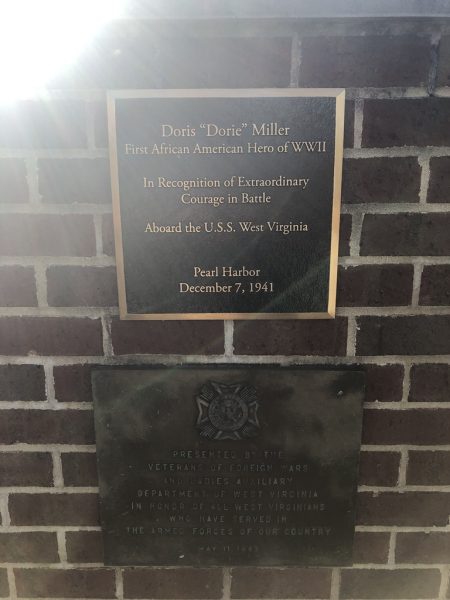 Doris “Dorie” Miller
First African American Hero of WWII
In Recognition of Extraordinary
Courage in Battle
Aboard the U.S.S. West Virginia
Pearl Harbor
December 7, 1941
PRESENTED BY THE
VETERANS OF FOREIGN WARS
AND LADIES AUXILIARY
DEPARTMENT OF WEST VIRGINIA
IN HONOR OF ALL WEST VIRGINIANS
WHO HAVE SERVED IN
THE ARMED FORCES OF OUR COUNTRY
MAY 11